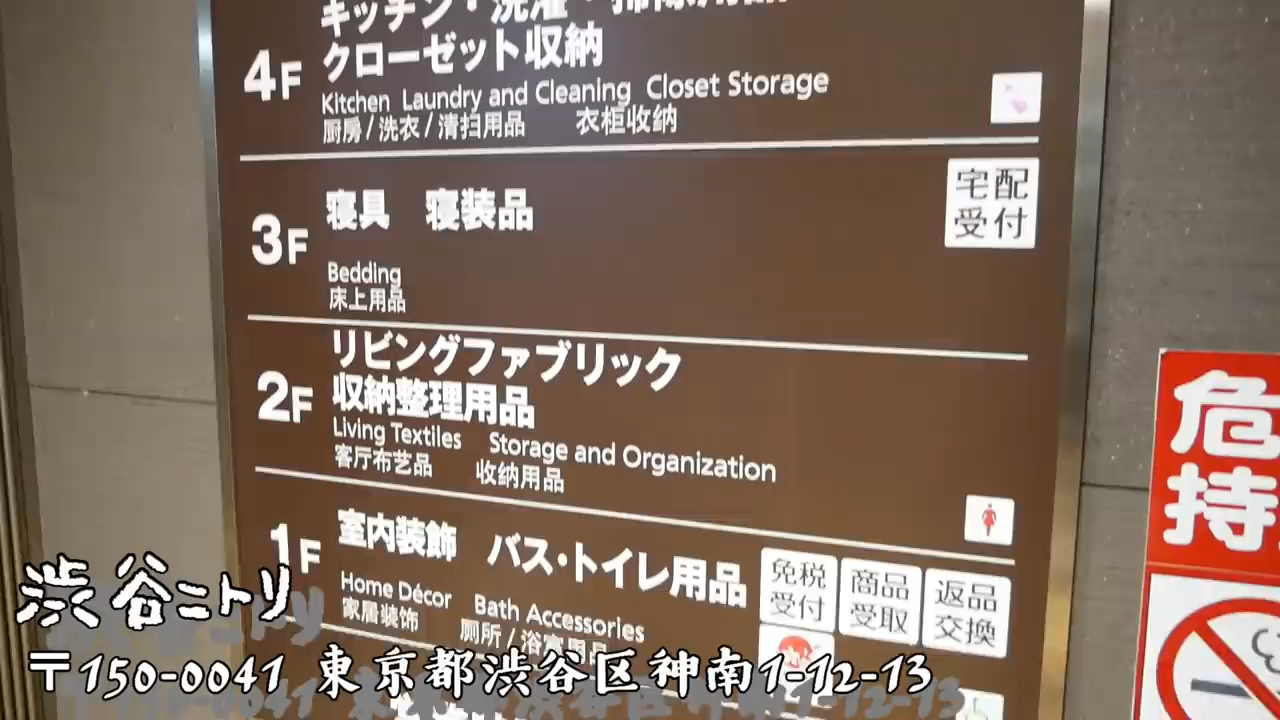 キッチン・洗濯・掃除用品
クローゼット収納
4F
Kitchen Laundry and Cleaning Closet Storage
厨房/洗衣/清扫用品 衣柜收纳
3F
寝具 寝装品
宅配
受付
Bedding
床上用品
2F
リビングファブリック
収納整理用品
Living Textiles Storage and Organization
客厅布艺品 收纳用品
1F
室内装飾 バス・トイレ用品
免税
受付
商品
受取
返品
交換
Home Décor Bath Accessories
家居装饰 厕所/浴室用品
危
持
渋谷ニトリ
〒150-0041 東京都渋谷区神南1-12-13